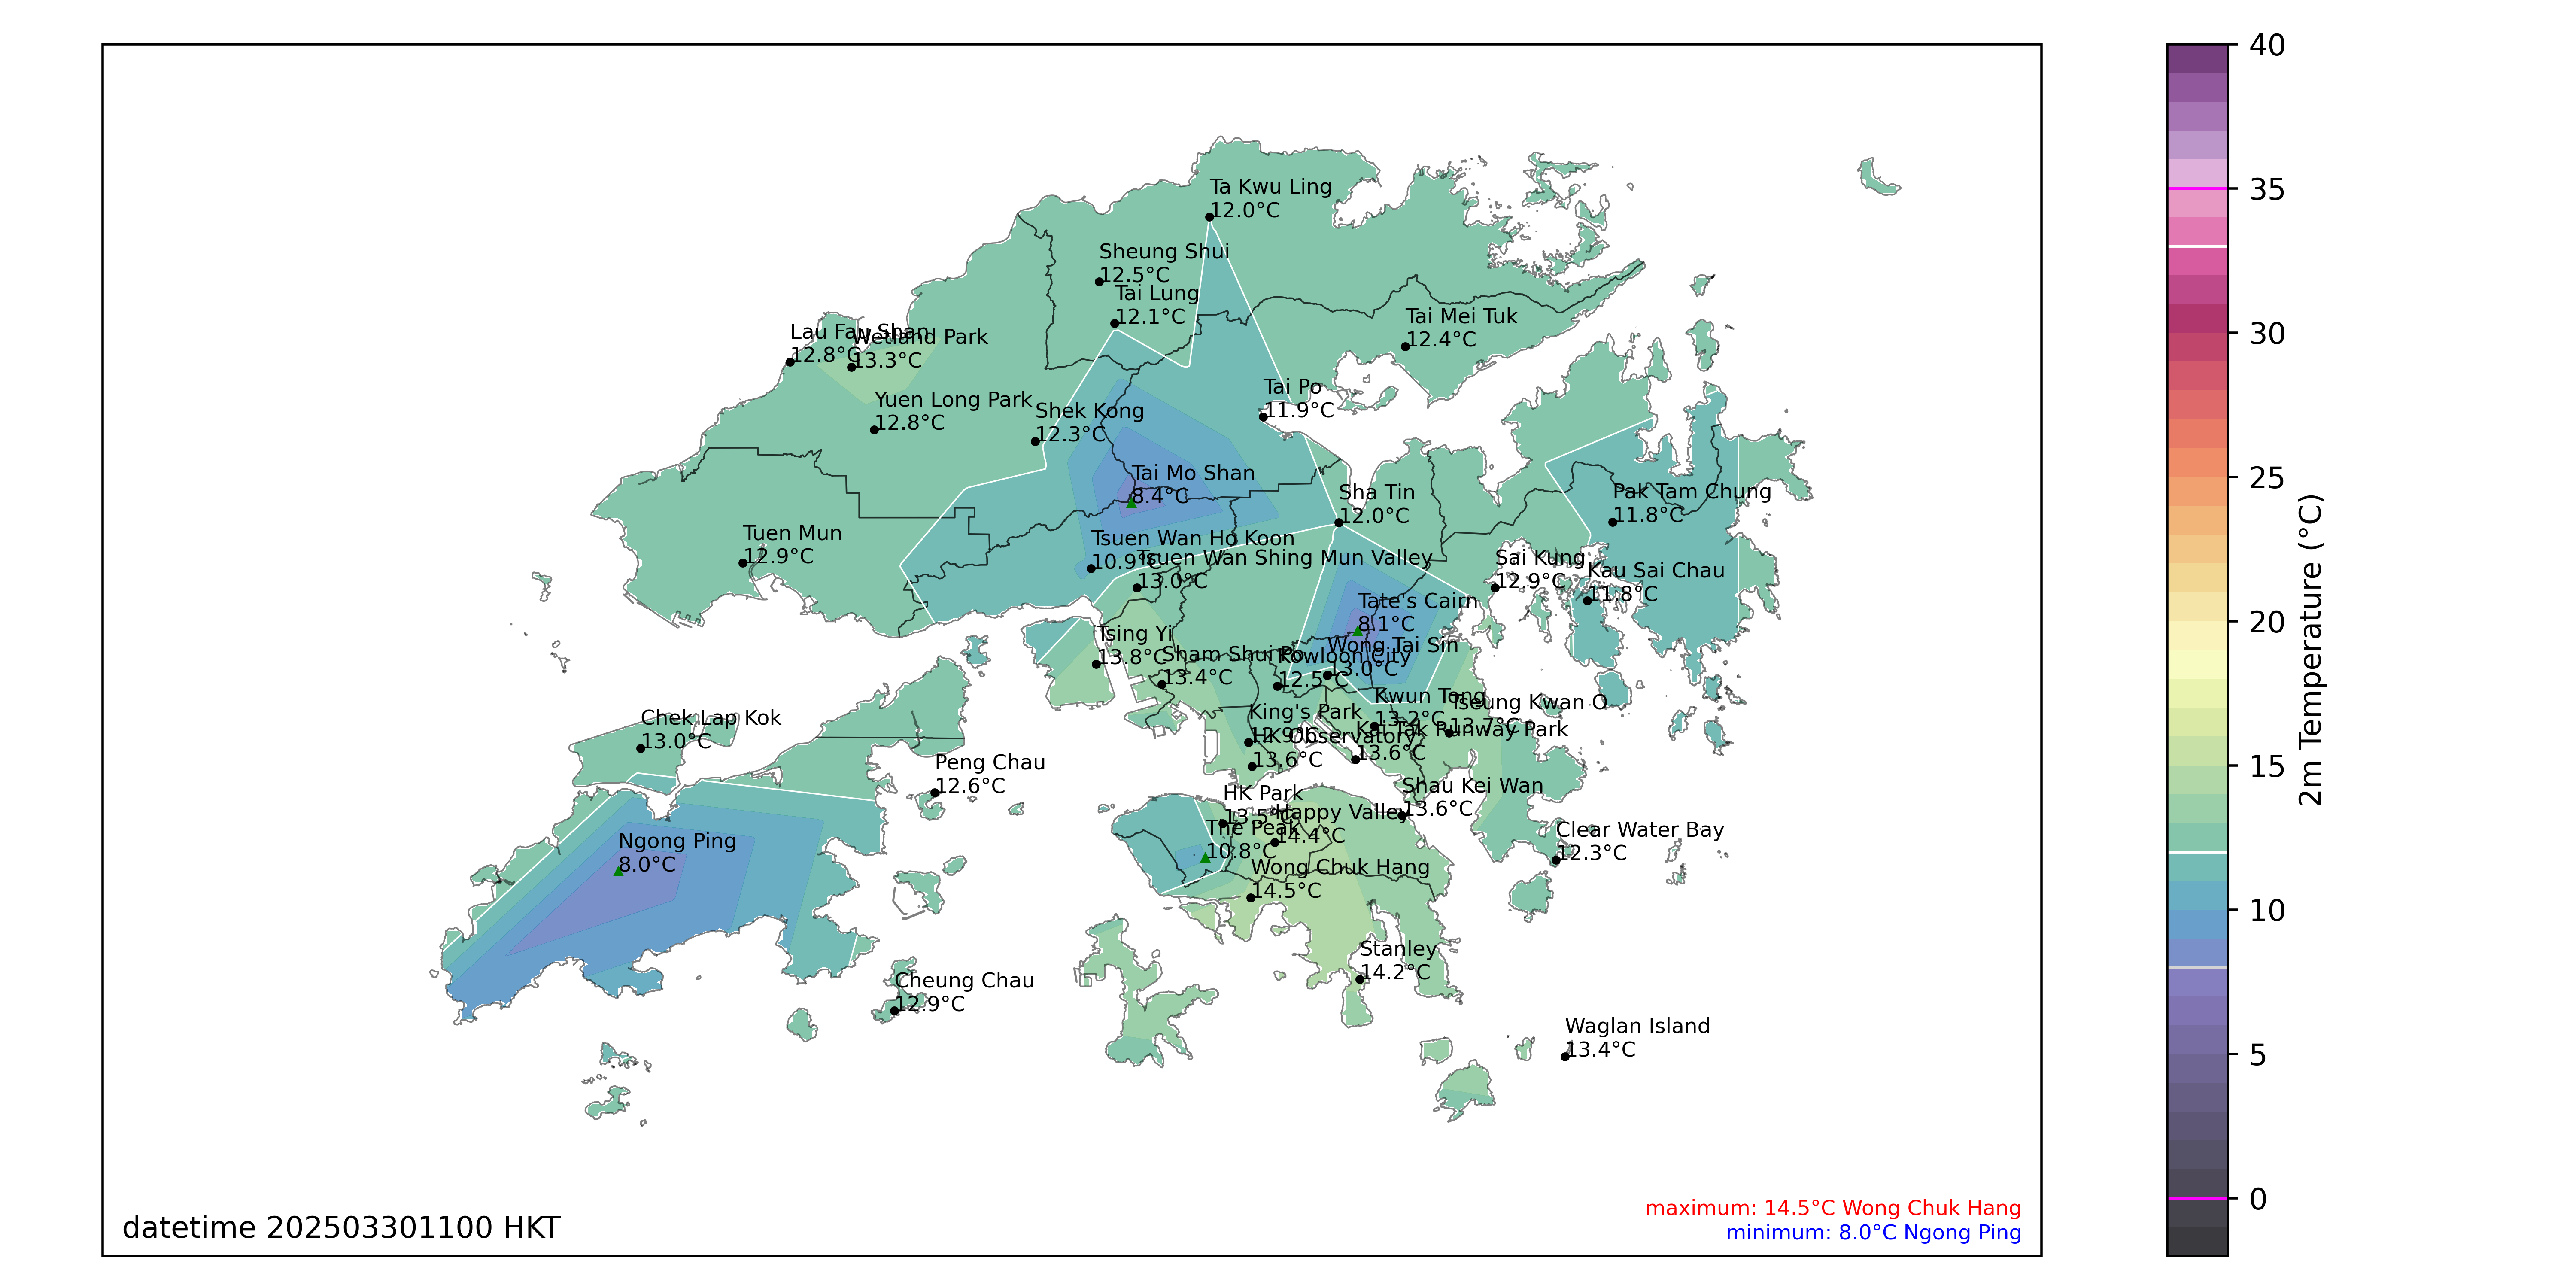 Ta Kwu Ling
12.0°C
Sheung Shui
12.5°C
Tai Lung
12.1°C
Lau Fau Shan
12.8°C
Wetland Park
13.3°C
Tai Mei Tuk
12.4°C
Yuen Long Park
12.8°C
Shek Kong
12.3°C
Tai Po
11.9°C
Tai Mo Shan
8.4°C
Sha Tin
12.0°C
Pak Tam Chung
11.8°C
Tuen Mun
12.9°C
Tsuen Wan Ho Koon
10.9°C
Tsuen Wan Shing Mun Valley
13.0°C
Sai Kung
12.9°C
Kau Sai Chau
11.8°C
Tate's Cairn
8.1°C
Tsing Yi
13.8°C
Sham Shui Po
13.4°C
Wong Tai Sin
13.0°C
Kowloon City
12.5°C
Kwun Tong
13.2°C
Tseung Kwan O
13.7°C
King's Park
12.9°C
HK Observatory
13.6°C
Kai Tak Runway Park
13.6°C
Chek Lap Kok
13.0°C
Peng Chau
12.6°C
Shau Kei Wan
13.6°C
HK Park
13.5°C
Happy Valley
14.4°C
The Peak
10.8°C
Clear Water Bay
12.3°C
Ngong Ping
8.0°C
Wong Chuk Hang
14.5°C
Stanley
14.2°C
Cheung Chau
12.9°C
Waglan Island
13.4°C
datetime 202503301100 HKT
maximum: 14.5°C Wong Chuk Hang
minimum: 8.0°C Ngong Ping
40
35
30
25
20
15
10
5
0
2m Temperature (°C)